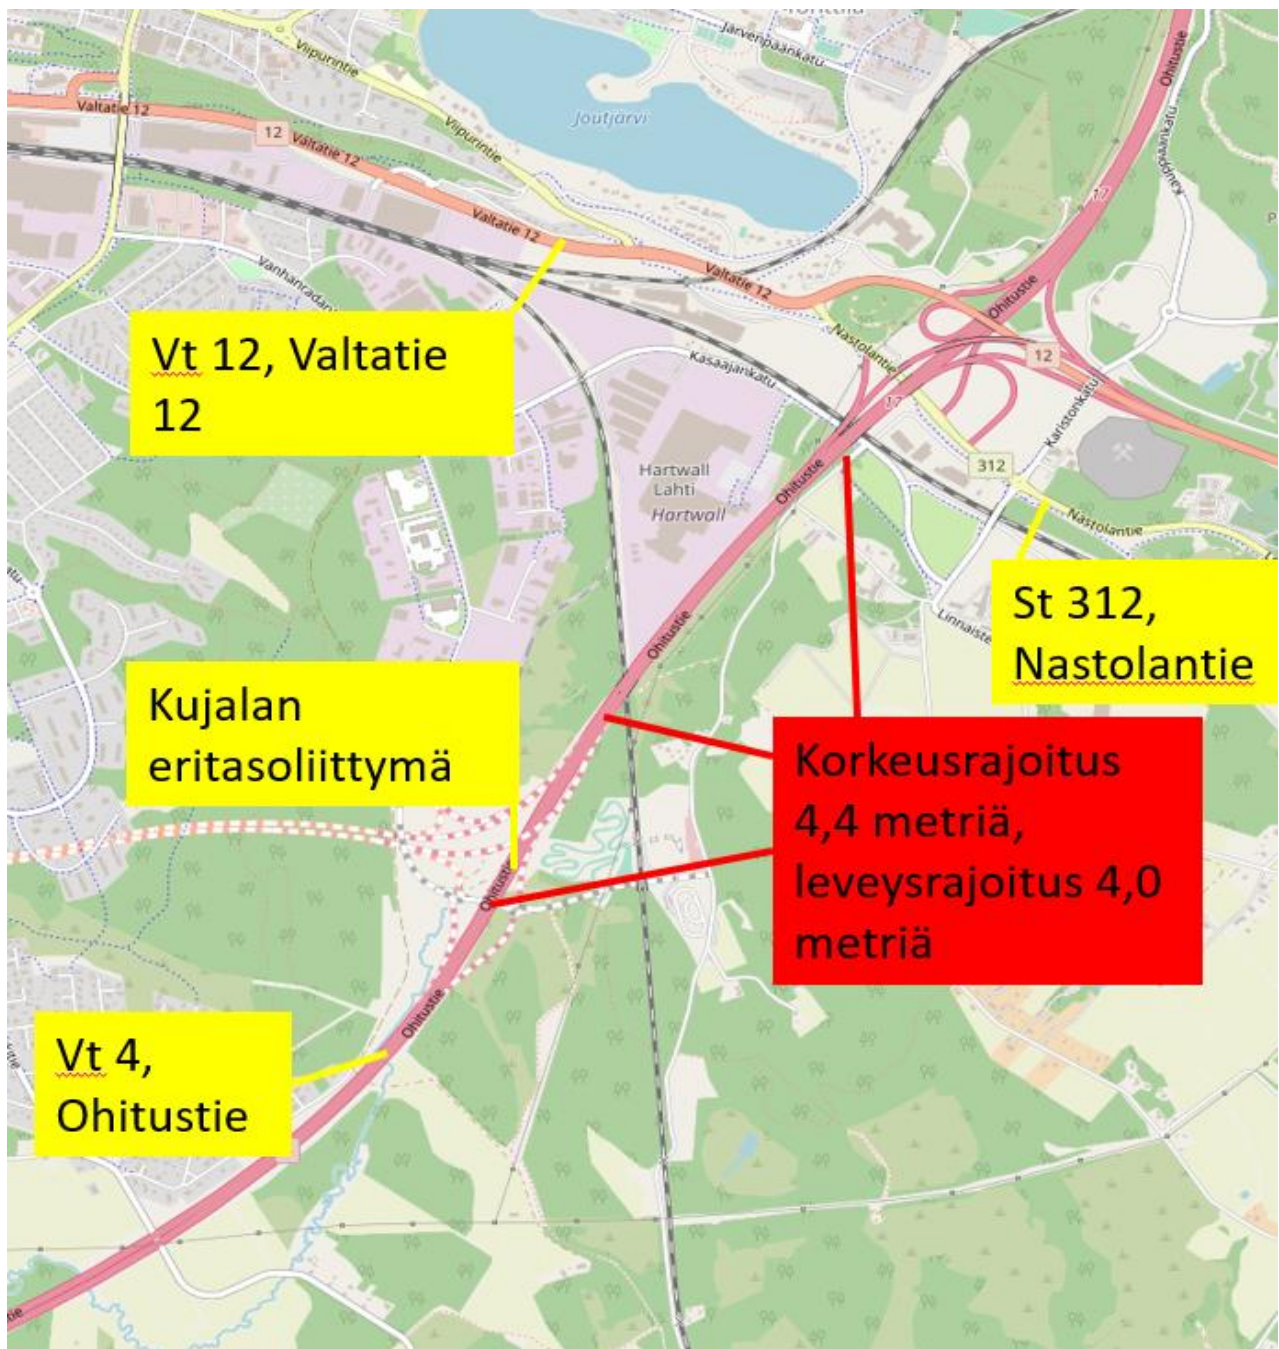 Järvenpäänkatu
Viipurintie
Ohitustie
Valtatie 12
12
Valtatie 12
Viipurintie
Joutjärvi
Valtatie 12
Valtatie 12
17
Ohitustie
Nastolantie
12
Kasaajankatu
17
Karistonkatu
Vt 12, Valtatie
12
Hartwall
Lahti
Hartwall
Ohitustie
312
Nastolantie
St 312,
Nastolantie
Ohitustie
Kujalan
eritasoliittymä
Korkeusrajoitus
4,4 metriä,
leveysrajoitus 4,0
metriä
Ohitustie
Ohitustie
Vt 4,
Ohitustie